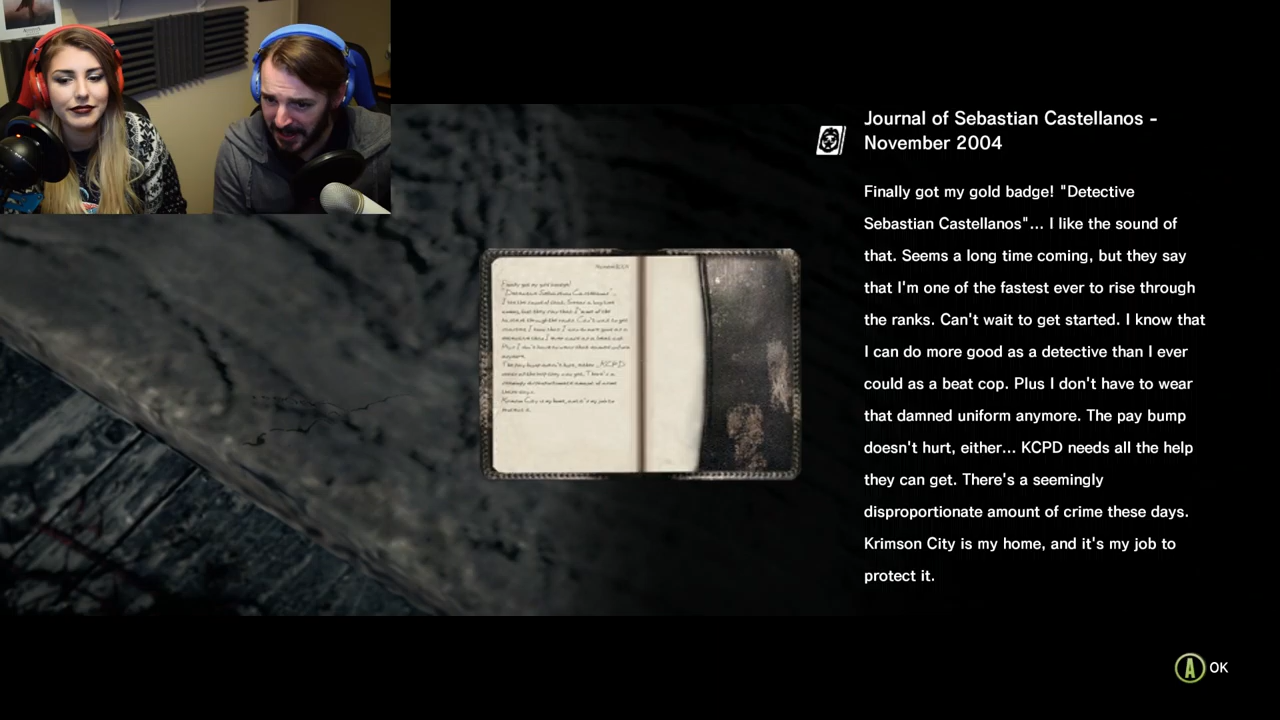 Journal of Sebastian Castellanos -
November 2004
Finally got my gold badge! "Detective
Sebastian Castellanos"... I like the sound of
that. Seems a long time coming, but they say
that I'm one of the fastest ever to rise through
the ranks. Can't wait to get started. I know that
I can do more good as a detective than I ever
could as a beat cop. Plus I don't have to wear
that damned uniform anymore. The pay bump
doesn't hurt, either... KCPD needs all the help
they can get. There's a seemingly
disproportionate amount of crime these days.
Krimson City is my home, and it's my job to
protect it.
A OK